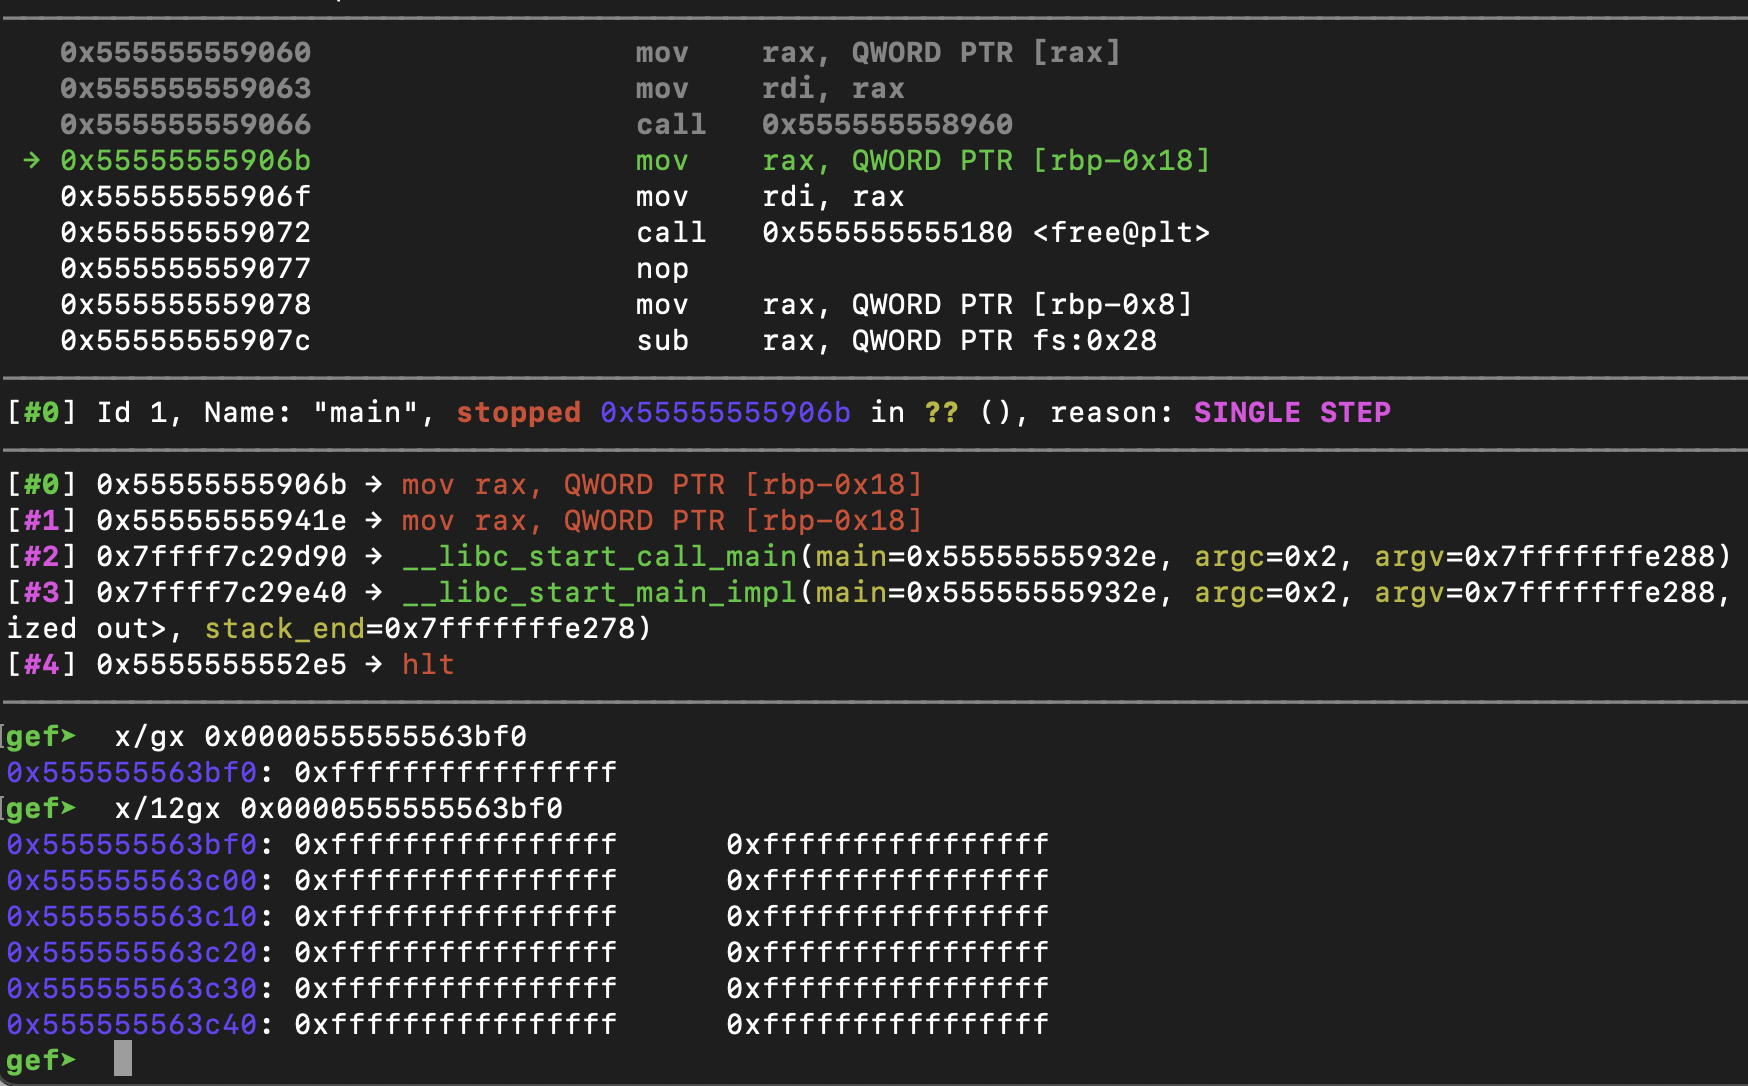 0x555555559060 mov rax, QWORD PTR [rax]
0x555555559063 mov rdi, rax
0x555555559066 call 0x555555558960
→ 0x55555555906b mov rax, QWORD PTR [rbp-0x18]
0x55555555906f mov rdi, rax
0x555555559072 call 0x555555555180 <free@plt>
0x555555559077 nop
0x555555559078 mov rax, QWORD PTR [rbp-0x8]
0x55555555907c sub rax, QWORD PTR fs:0x28
[#0] Id 1, Name: "main", stopped 0x55555555906b in ?? (), reason: SINGLE STEP
[#0] 0x55555555906b → mov rax, QWORD PTR [rbp-0x18]
[#1] 0x55555555941e → mov rax, QWORD PTR [rbp-0x18]
[#2] 0x7ffff7c29d90 → __libc_start_call_main(main=0x55555555932e, argc=0x2, argv=0x7fffffffe288)
[#3] 0x7ffff7c29e40 → __libc_start_main_impl(main=0x55555555932e, argc=0x2, argv=0x7fffffffe288,
ized out>, stack_end=0x7fffffffe278)
[#4] 0x5555555552e5 → hlt
gef➤ x/gx 0x0000555555563bf0
0x555555563bf0: 0xffffffffffffffff
gef➤ x/12gx 0x0000555555563bf0
0x555555563bf0: 0xffffffffffffffff 0xffffffffffffffff
0x555555563c00: 0xffffffffffffffff 0xffffffffffffffff
0x555555563c10: 0xffffffffffffffff 0xffffffffffffffff
0x555555563c20: 0xffffffffffffffff 0xffffffffffffffff
0x555555563c30: 0xffffffffffffffff 0xffffffffffffffff
0x555555563c40: 0xffffffffffffffff 0xffffffffffffffff
gef➤